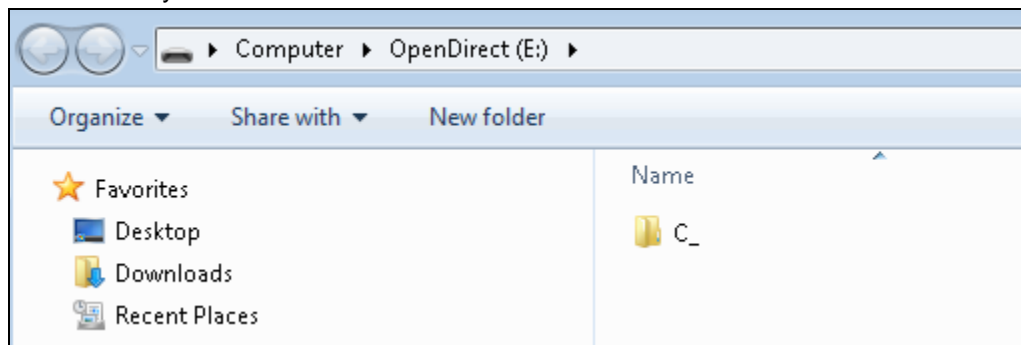 Computer ▸ OpenDirect (E:) ▸
Organize ▾ Share with ▾ New folder
Favorites
Desktop
Downloads
Recent Places
Name
C_